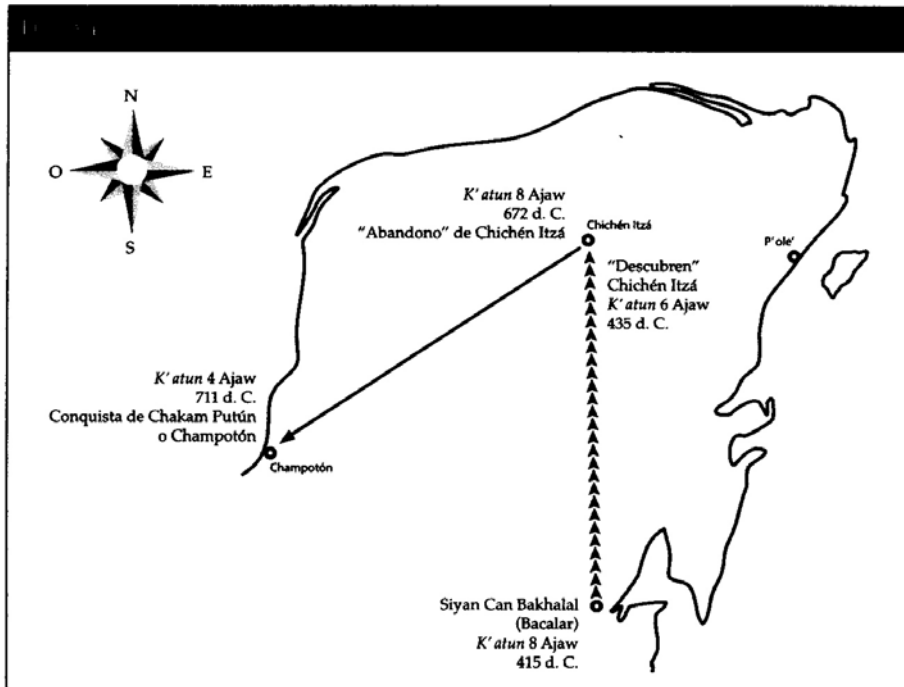 N
O
E
S
K'atun 8 Ajaw
672 d. C.
"Abandono" de Chichén Itzá
Chichén Itzá
P'ole'
"Descubren"
Chichén Itzá
K'atun 6 Ajaw
435 d. C.
K'atun 4 Ajaw
711 d. C.
Conquista de Chakam Putún
o Champotón
Champotón
Siyan Can Bakhalal
(Bacalar)
K'atun 8 Ajaw
415 d. C.